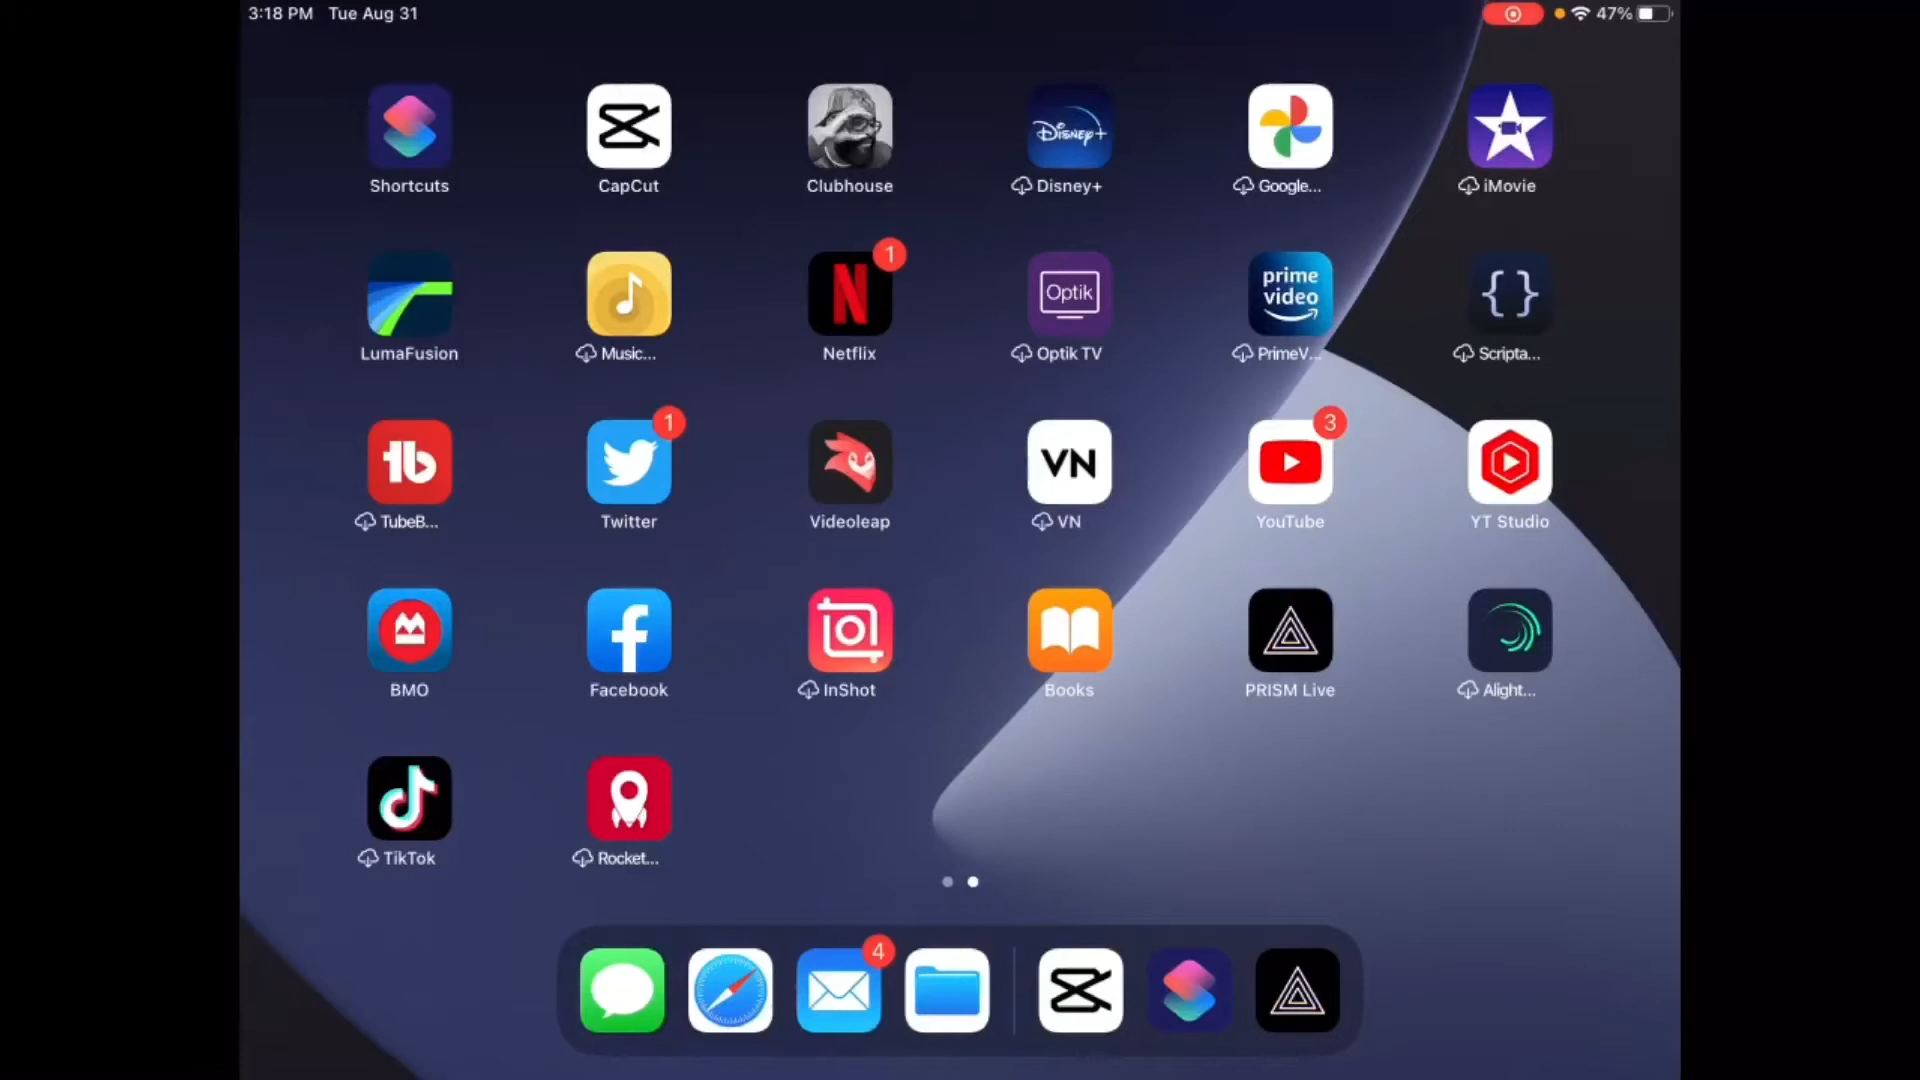 3:18 PM Tue Aug 31
47%
Shortcuts
CapCut
Clubhouse
Disney+
Disney+
Google...
iMovie
LumaFusion
Music...
1
N
Netflix
Optik
Optik TV
prime
video
PrimeV...
{}
Scripta...
tb
TubeB...
1
Twitter
Videoleap
VN
VN
3
YouTube
YT Studio
BMO
f
Facebook
InShot
Books
PRISM Live
Alight...
TikTok
Rocket...
4